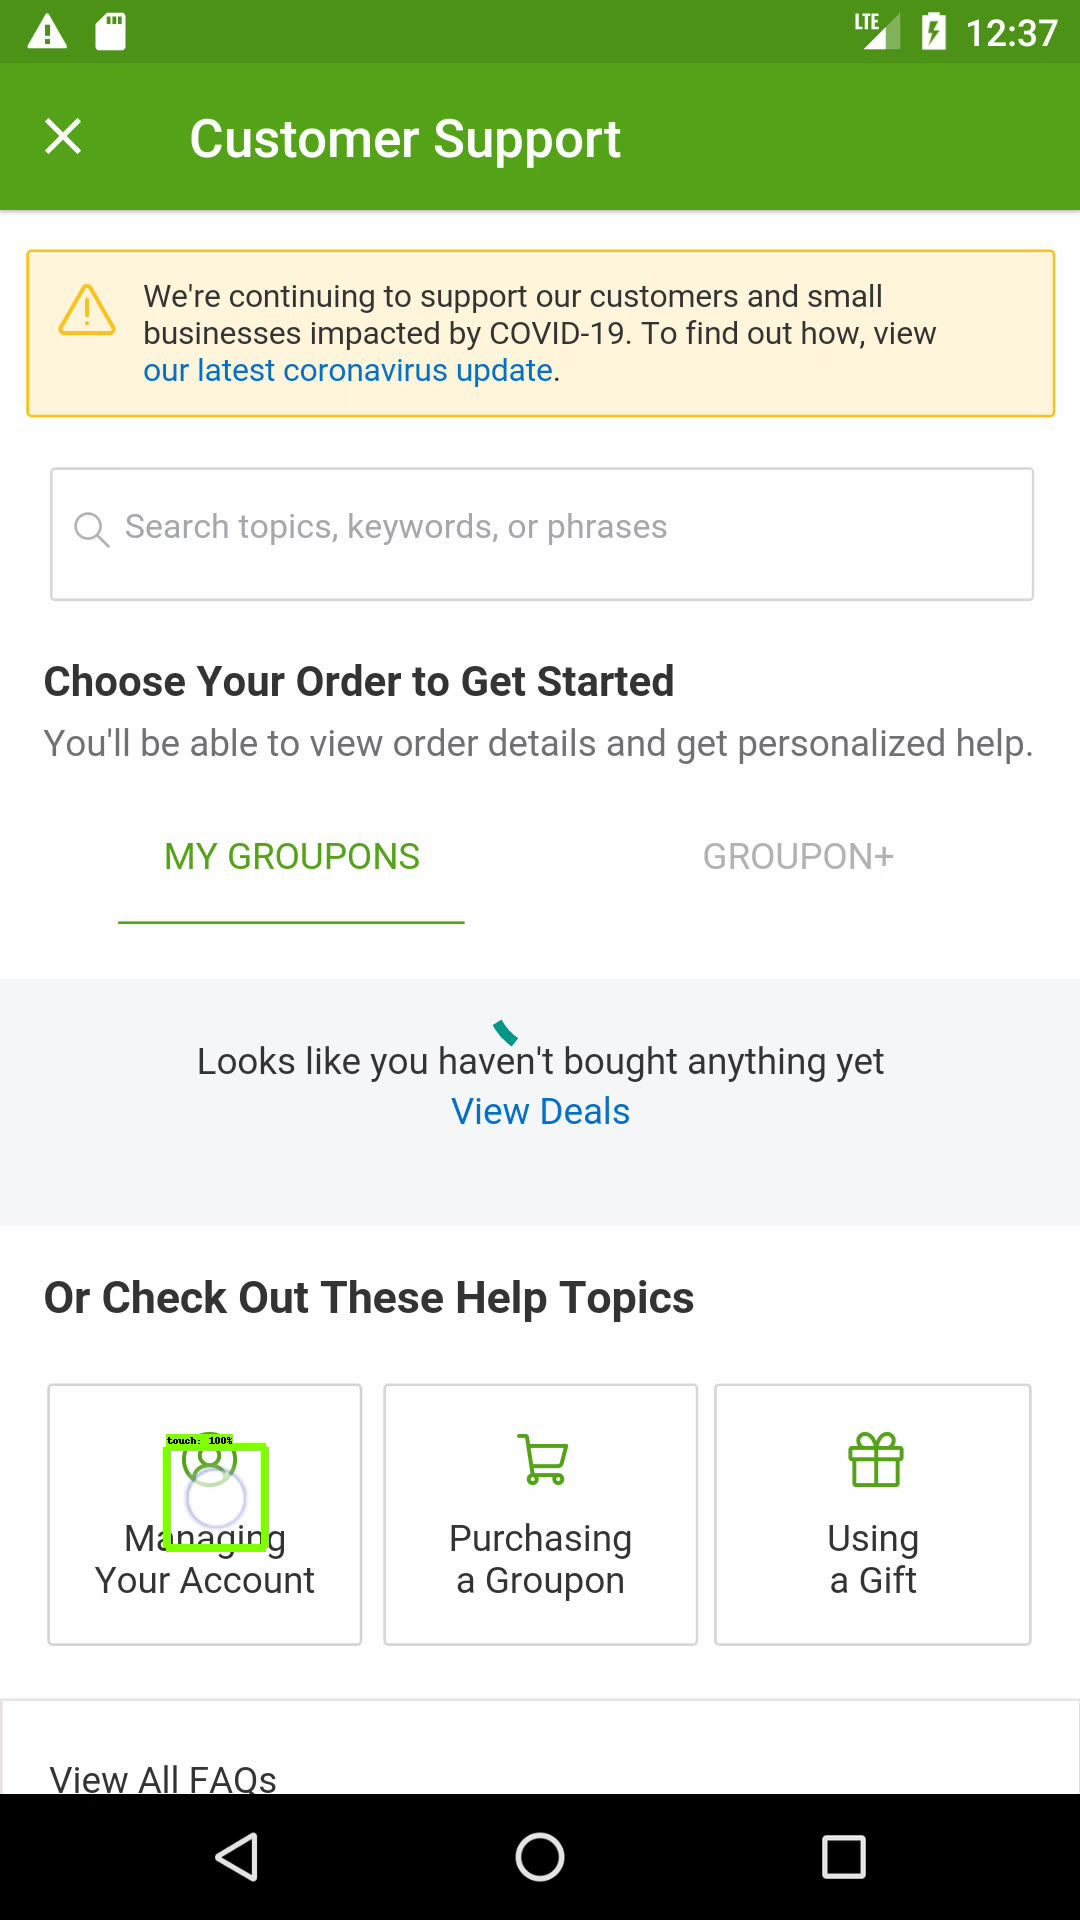 LTE 12:37
Customer Support
We're continuing to support our customers and small
businesses impacted by COVID-19. To find out how, view
our latest coronavirus update.
Search topics, keywords, or phrases
Choose Your Order to Get Started
You'll be able to view order details and get personalized help.
MY GROUPONS
GROUPON+
Looks like you haven't bought anything yet
View Deals
Or Check Out These Help Topics
touch: 100%
Managing
Your Account
Purchasing
a Groupon
Using
a Gift
View All FAQs